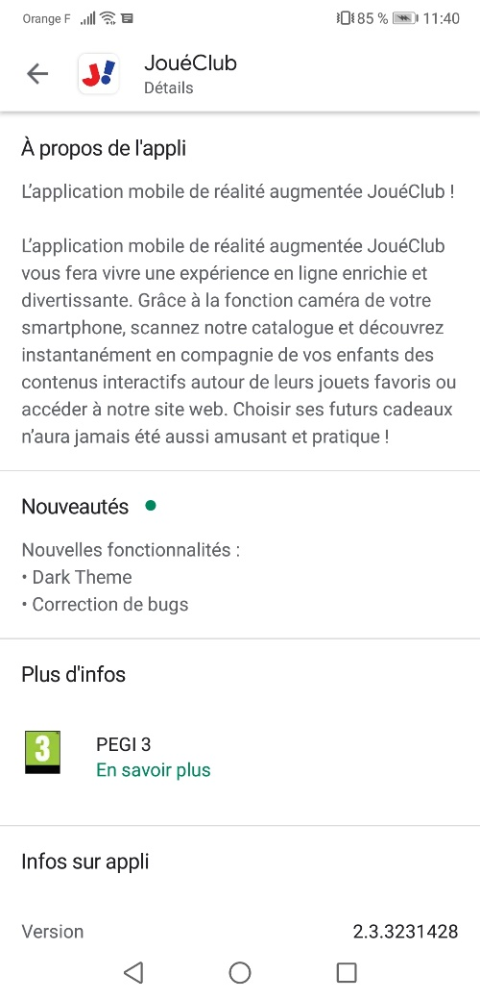 Orange F 85 % 11:40
JouéClub
Détails
À propos de l'appli
L'application mobile de réalité augmentée JouéClub !
L'application mobile de réalité augmentée JouéClub
vous fera vivre une expérience en ligne enrichie et
divertissante. Grâce à la fonction caméra de votre
smartphone, scannez notre catalogue et découvrez
instantanément en compagnie de vos enfants des
contenus interactifs autour de leurs jouets favoris ou
accéder à notre site web. Choisir ses futurs cadeaux
n'aura jamais été aussi amusant et pratique !
Nouveautés
Nouvelles fonctionnalités :
• Dark Theme
• Correction de bugs
Plus d'infos
3
PEGI 3
En savoir plus
Infos sur appli
Version 2.3.3231428